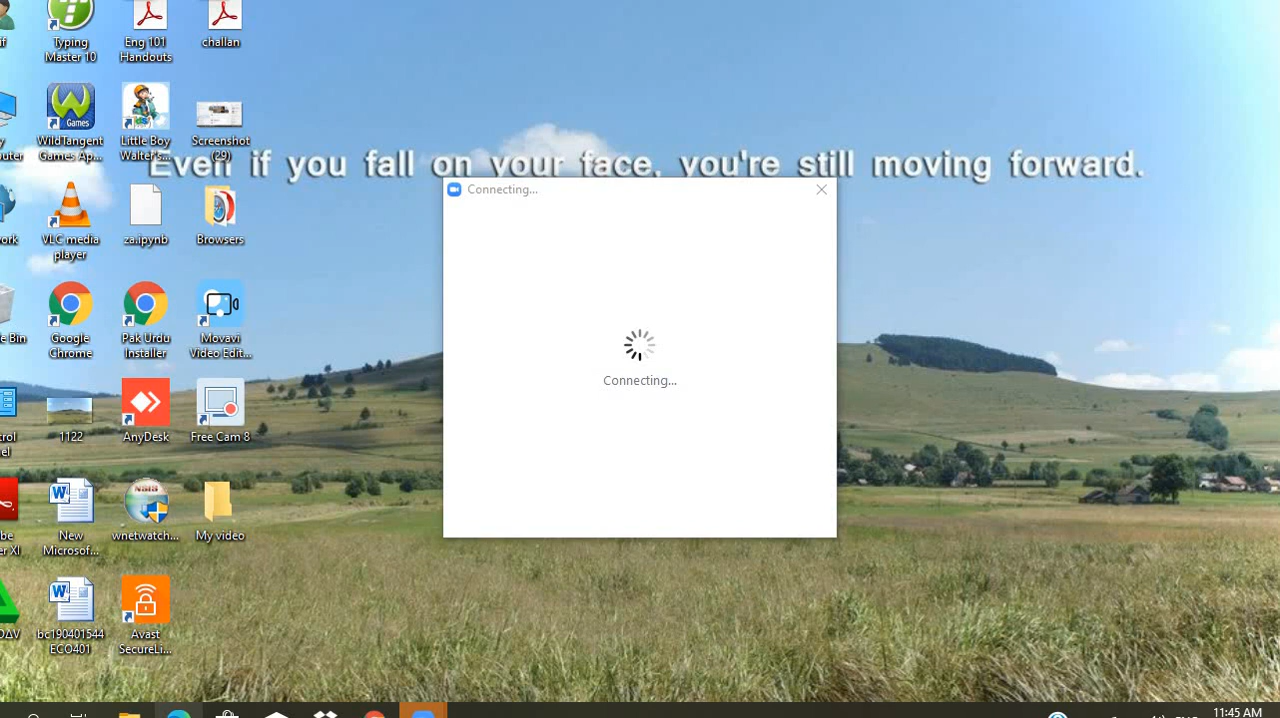 Typing
Master 10
Eng 101
Handouts
challan
WildTangent
Games Ap...
Little Boy
Walter's...
Screenshot
(29)
Even if you fall on your face, you're still moving forward.
Connecting...
VLC media
player
za.ipynb
Browsers
Google
Chrome
Pak Urdu
Installer
Movavi
Video Edit...
Connecting...
1122
AnyDesk
Free Cam 8
New
Microsof...
wnetwatch...
My video
bc190401544
ECO401
Avast
SecureLi...
11:45 AM